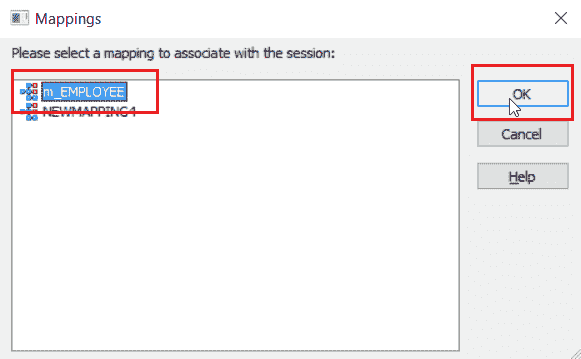 Mappings
Please select a mapping to associate with the session:
m_EMPLOYEE
NEWMAPPING1
OK
Cancel
Help